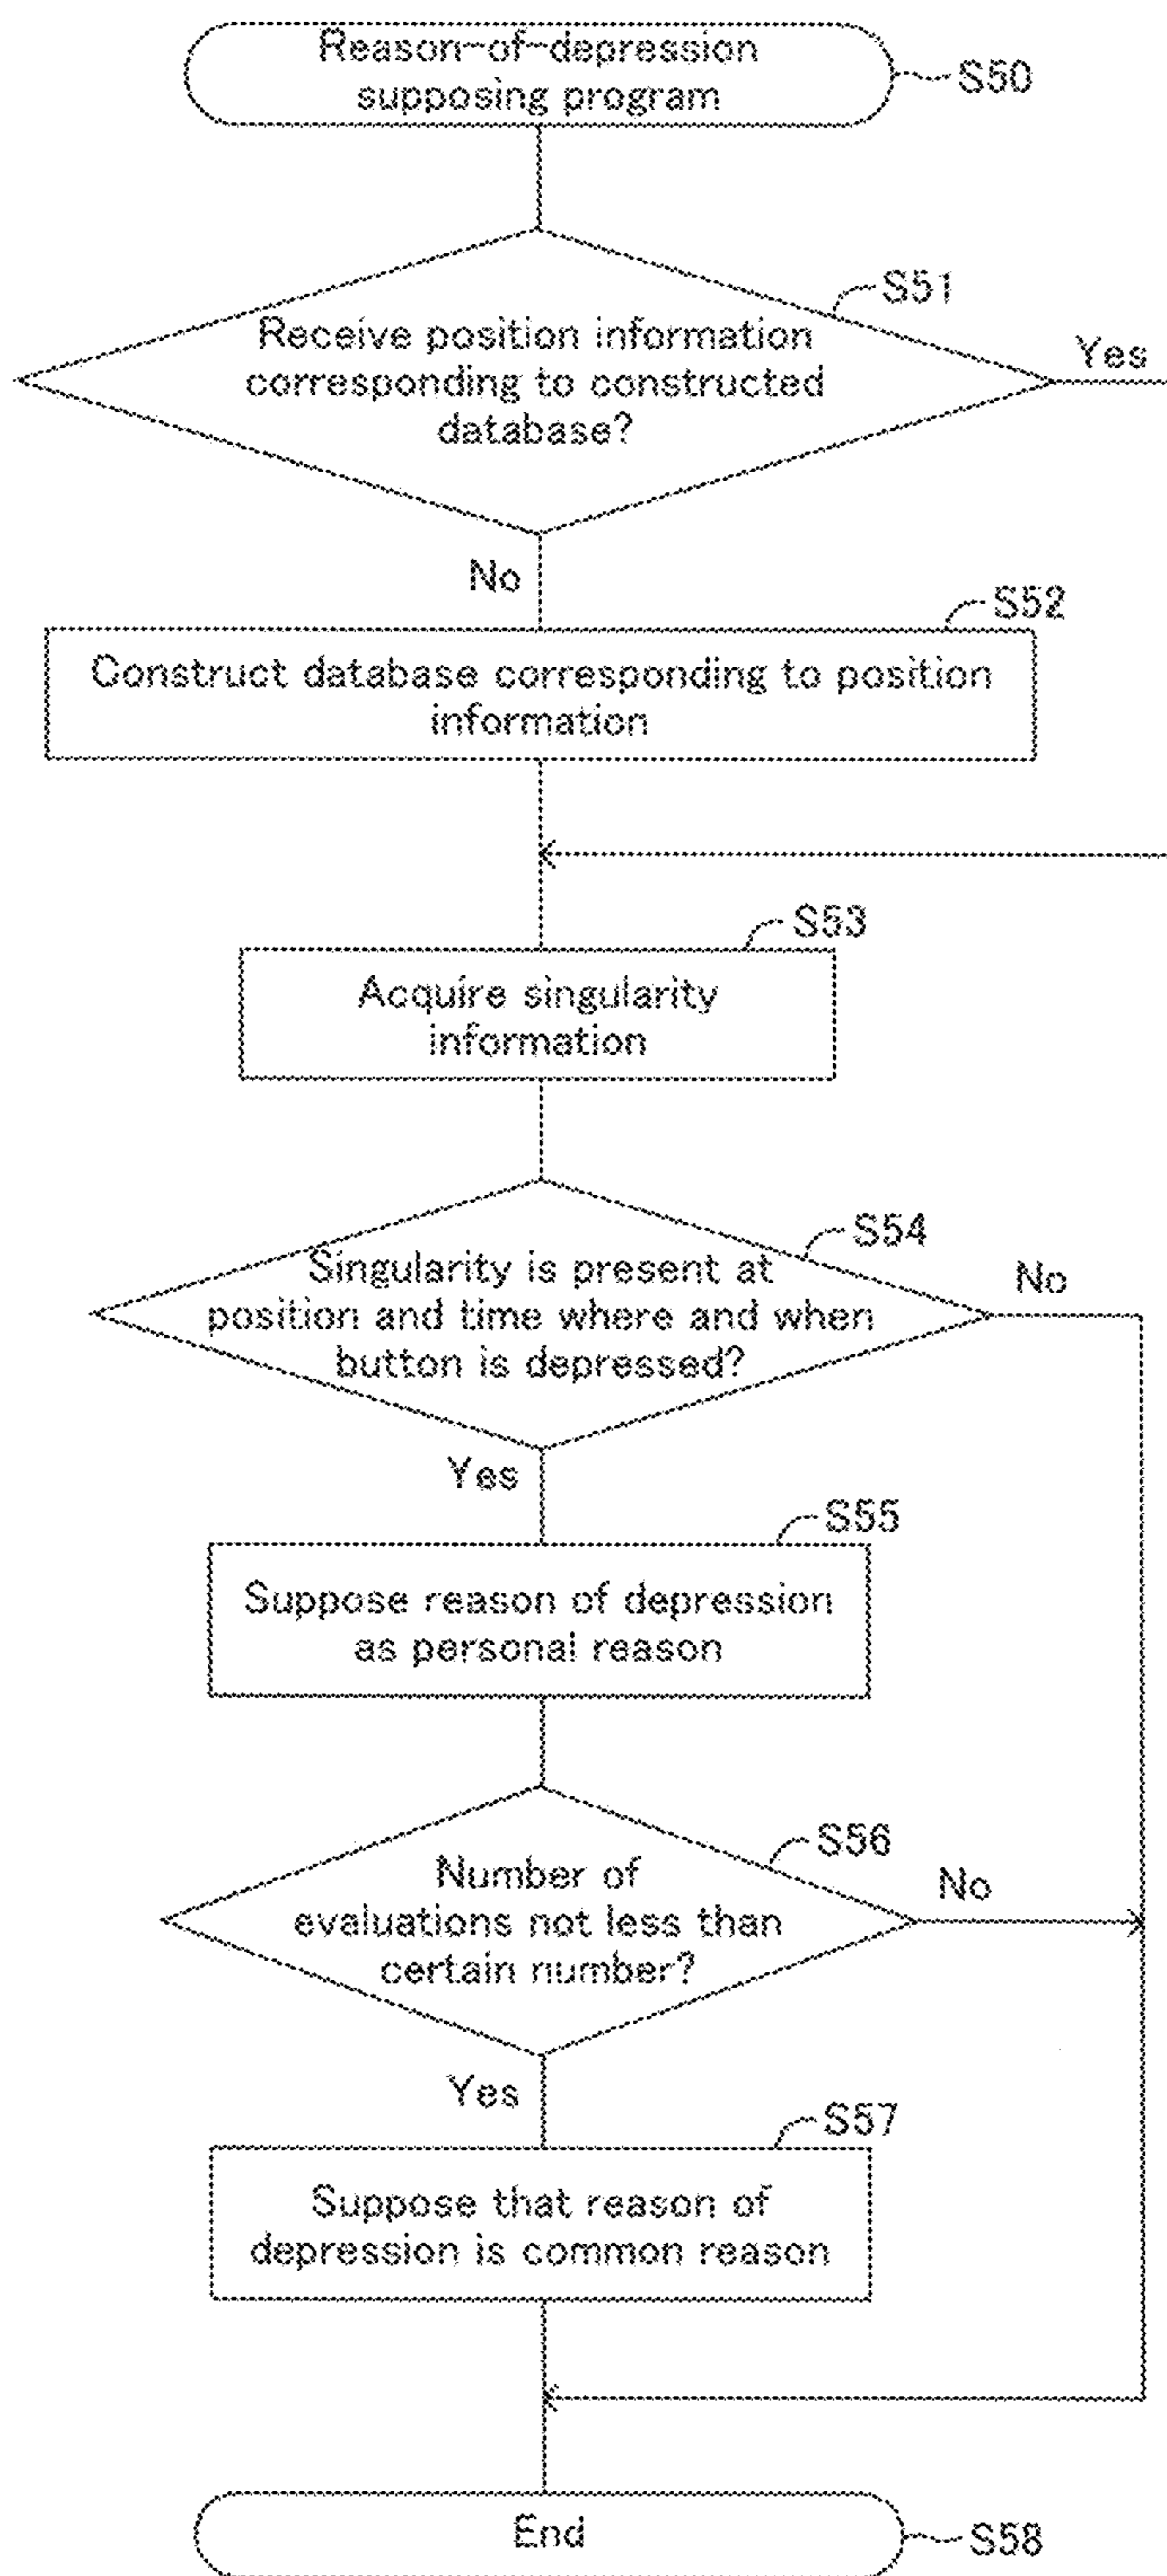 Reason-of-depression
supposing program
S50
S51
Receive position information
corresponding to constructed
database?
Yes
No
S52
Construct database corresponding to position
information
S53
Acquire singularity
information
S54
Singularity is present at
position and time where and when
button is depressed?
No
Yes
S55
Suppose reason of depression
as personal reason
S56
Number of
evaluations not less than
certain number?
No
Yes
S57
Suppose that reason of
depression is common reason
End
S58